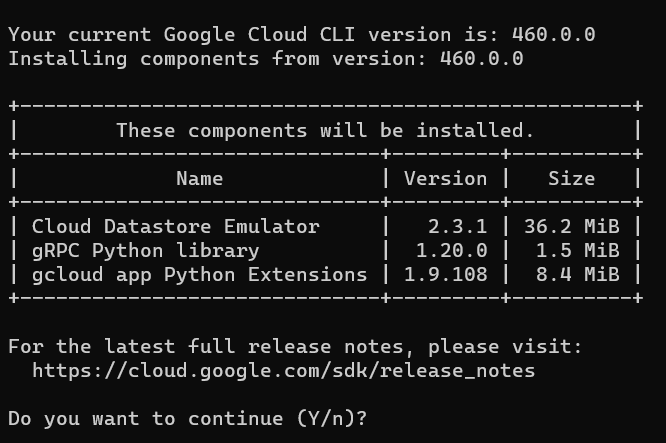 Your current Google Cloud CLI version is: 460.0.0
Installing components from version: 460.0.0

+---------------------------------------------------+
|        These components will be installed.        |
+------------------------------+---------+----------+
|             Name             | Version |   Size   |
+------------------------------+---------+----------+
| Cloud Datastore Emulator     |   2.3.1 | 36.2 MiB |
| gRPC Python library          |  1.20.0 |  1.5 MiB |
| gcloud app Python Extensions | 1.9.108 |  8.4 MiB |
+------------------------------+---------+----------+

For the latest full release notes, please visit:
  https://cloud.google.com/sdk/release_notes

Do you want to continue (Y/n)?